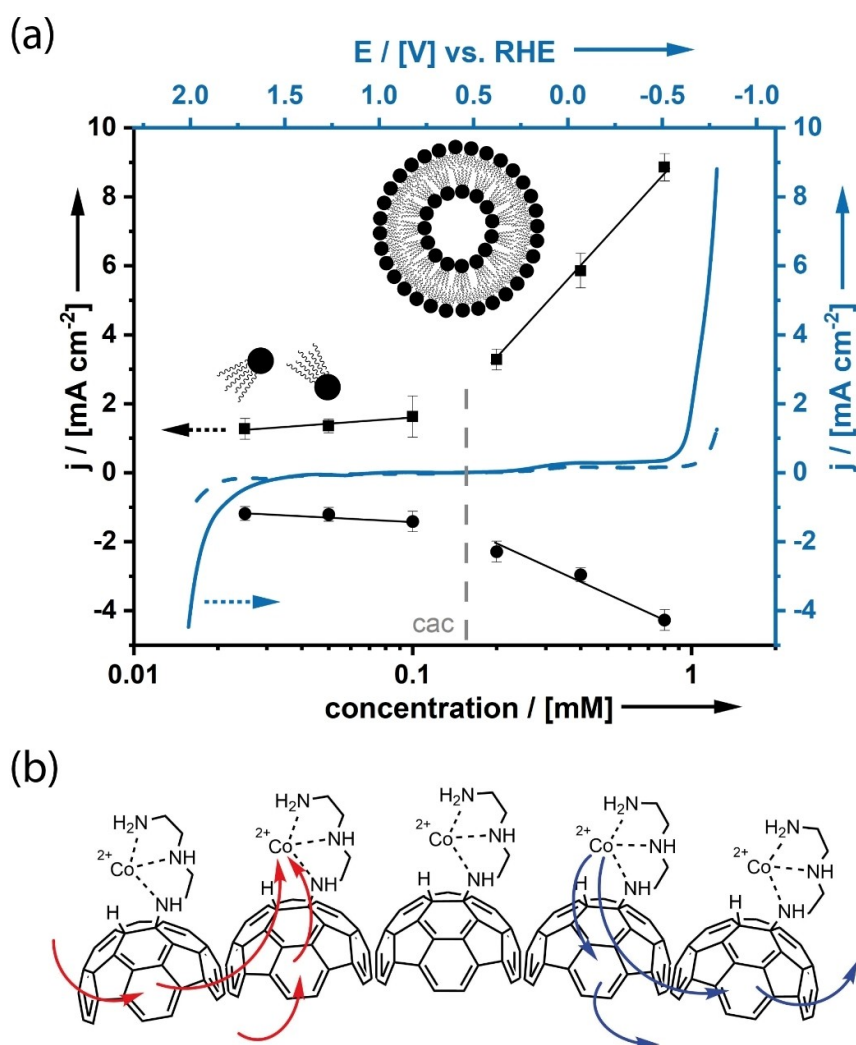 (a)
E / [V] vs. RHE
2.0 1.5 1.0 0.5 0.0 -0.5 -1.0
10 10
8 8
6 6
4 4
2 2
0 0
-2 -2
-4 -4
j / [mA cm-2]
j / [mA cm-2]
cac
0.01 0.1 1
concentration / [mM]
(b)
H2N H2N H2N H2N H2N
2+ 2+ 2+ 2+ 2+
Co Co Co Co Co
NH NH NH NH NH
NH NH NH NH NH
H H H H H